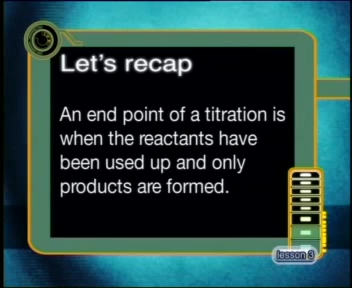 Let's recap
An end point of a titration is
when the reactants have
been used up and only
products are formed.
lesson 3